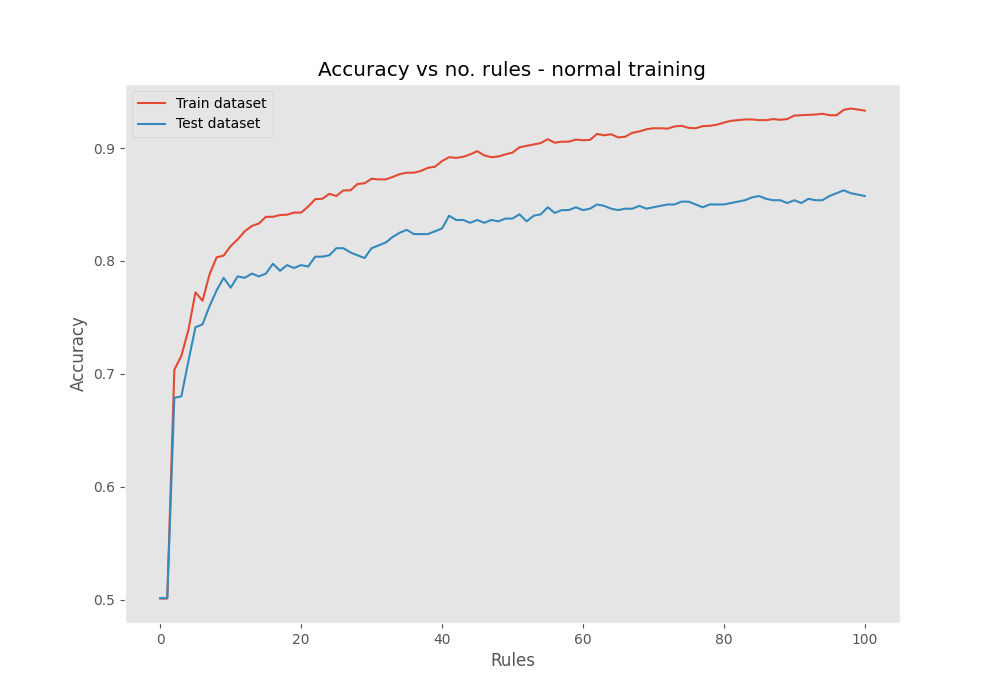 Accuracy vs no. rules - normal training
Train dataset
Test dataset
0.9
0.8
0.7
0.6
0.5
Accuracy
0 20 40 60 80 100
Rules